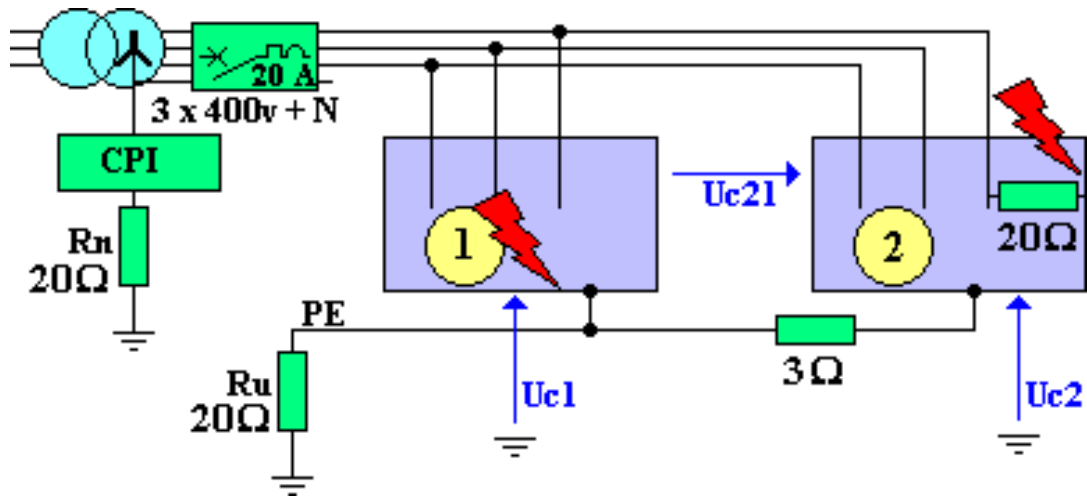 20 A
3 x 400v + N
CPI
Rn
20Ω
PE
Ru
20Ω
1
Uc1
Uc21
3Ω
2
20Ω
Uc2